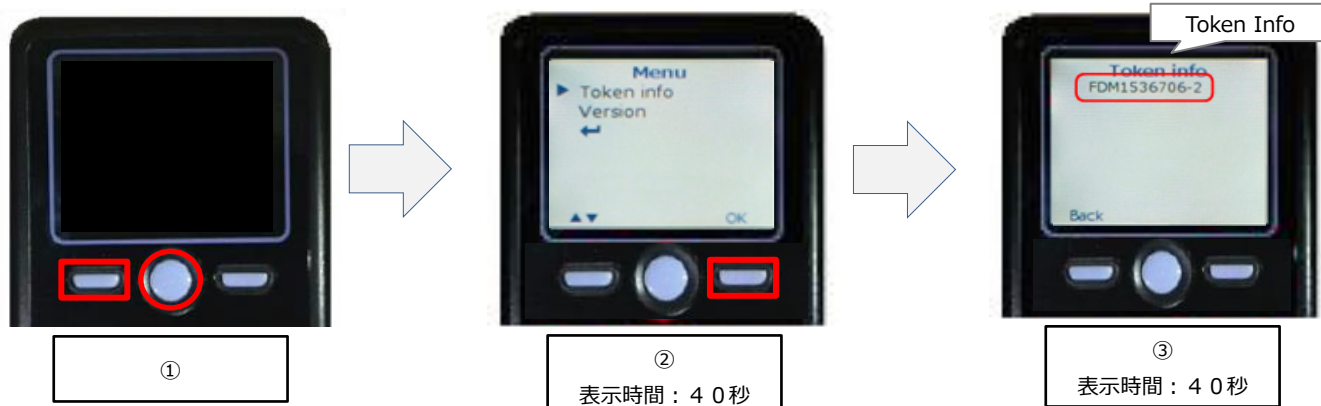 Token Info
Menu
▶ Token info
Version
↩
▲▼ OK
Token info
FDM1536706-2
Back
①
②
表示時間：４０秒
③
表示時間：４０秒